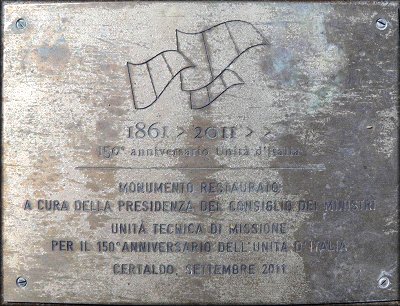 1861 > 2011 > >
150° anniversario Unità d'Italia
MONUMENTO RESTAURATO
A CURA DELLA PRESIDENZA DEL CONSIGLIO DEI MINISTRI
UNITÀ TECNICA DI MISSIONE
PER IL 150° ANNIVERSARIO DELL'UNITÀ D'ITALIA
CERTALDO, SETTEMBRE 2011